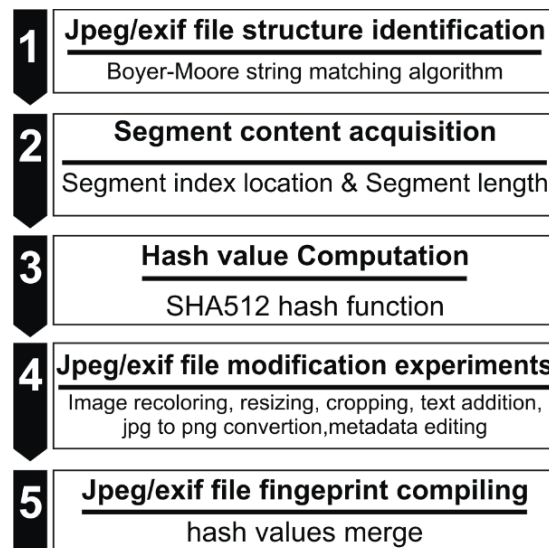 1
Jpeg/exif file structure identification
Boyer-Moore string matching algorithm
2
Segment content acquisition
Segment index location & Segment length
3
Hash value Computation
SHA512 hash function
4
Jpeg/exif file modification experiments
Image recoloring, resizing, cropping, text addition,
jpg to png convertion,metadata editing
5
Jpeg/exif file fingeprint compiling
hash values merge